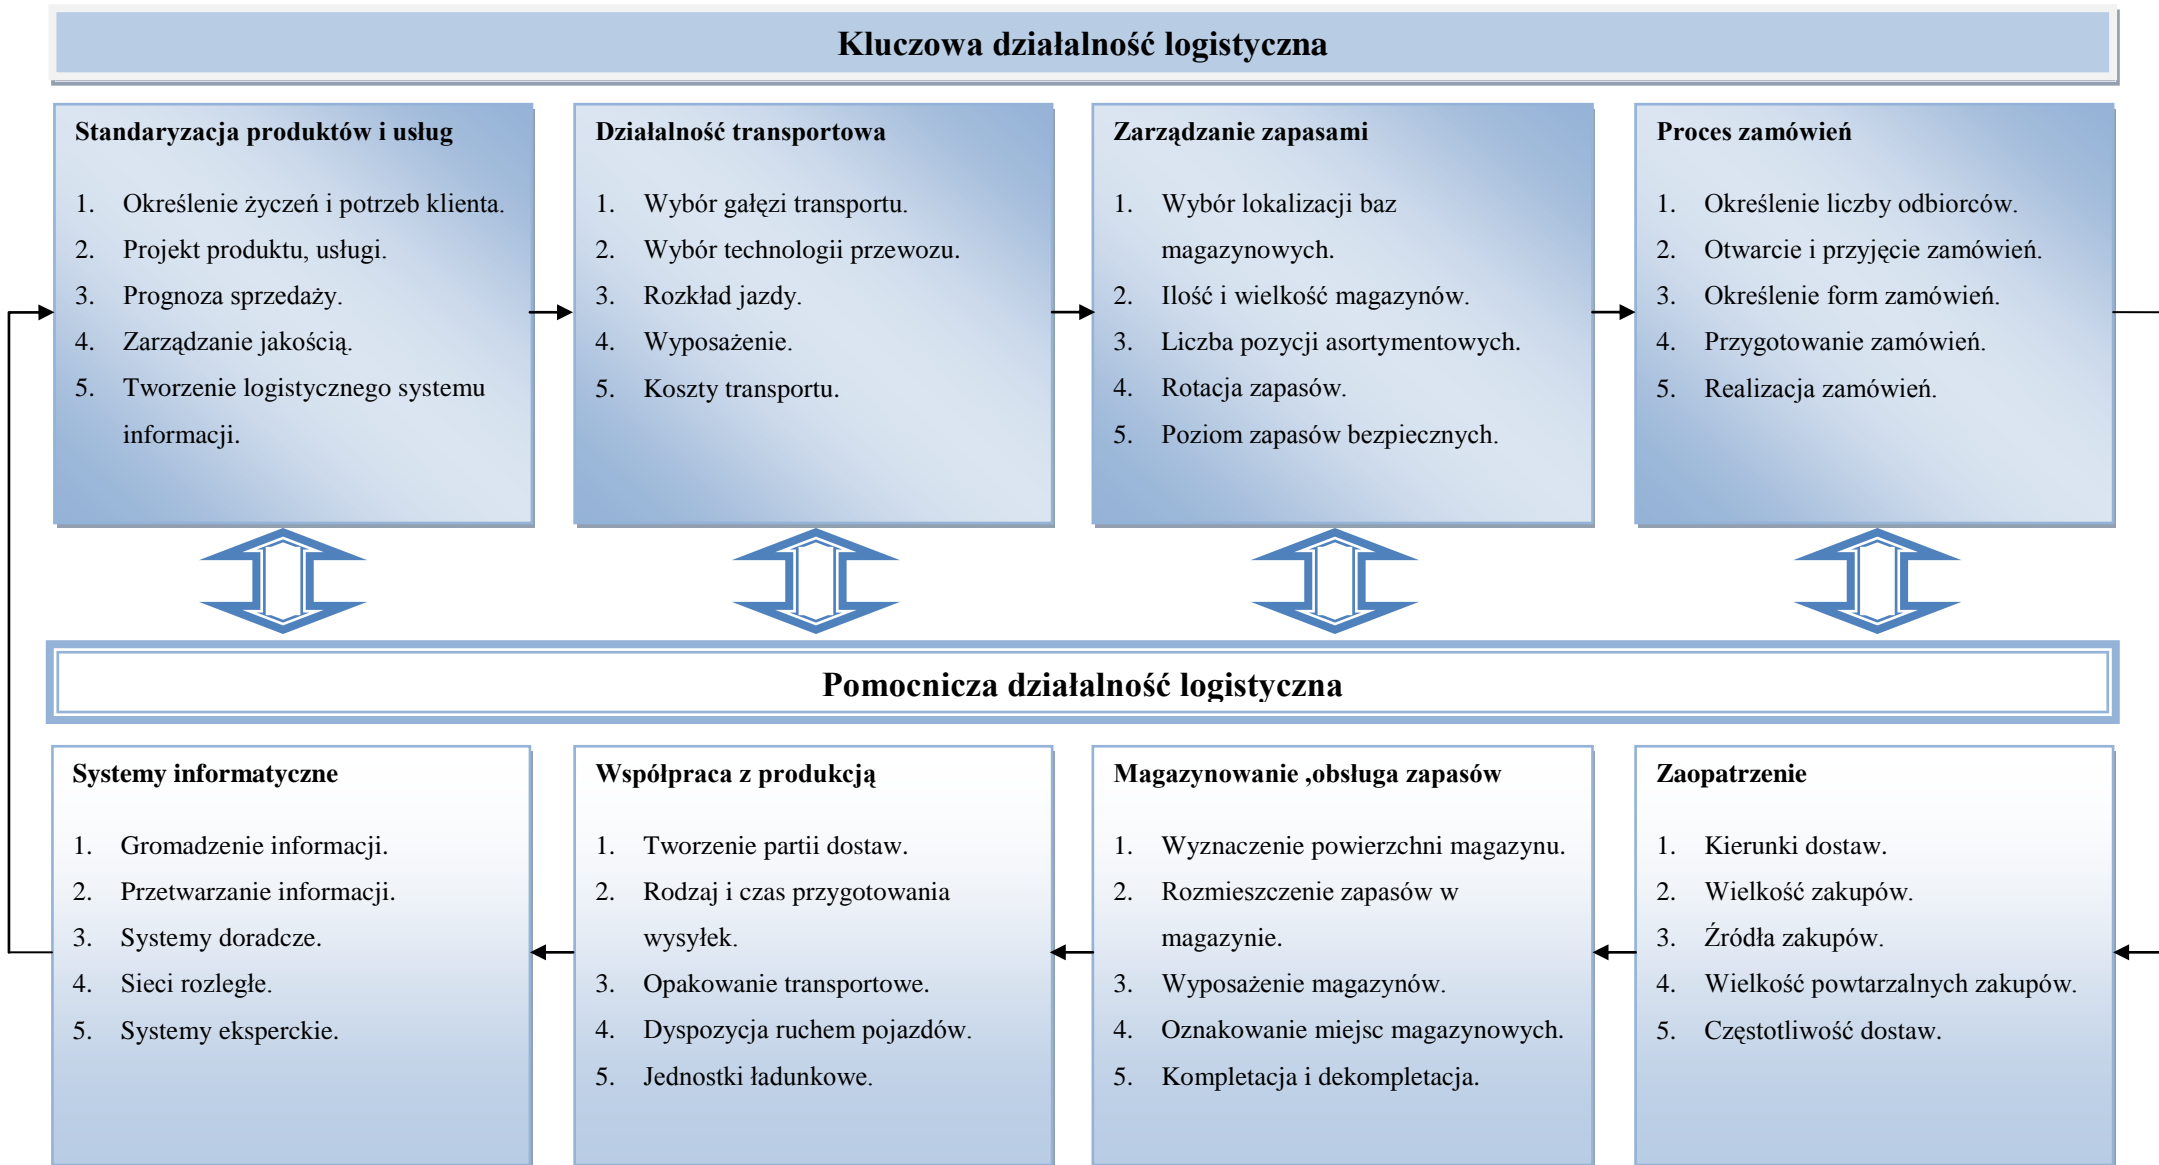 Kluczowa działalność logistyczna
Standaryzacja produktów i usług
1. Określenie życzeń i potrzeb klienta.
2. Projekt produktu, usługi.
3. Prognoza sprzedaży.
4. Zarządzanie jakością.
5. Tworzenie logistycznego systemu
informacji.
Działalność transportowa
1. Wybór gałęzi transportu.
2. Wybór technologii przewozu.
3. Rozkład jazdy.
4. Wyposażenie.
5. Koszty transportu.
Zarządzanie zapasami
1. Wybór lokalizacji baz
magazynowych.
2. Ilość i wielkość magazynów.
3. Liczba pozycji asortymentowych.
4. Rotacja zapasów.
5. Poziom zapasów bezpiecznych.
Proces zamówień
1. Określenie liczby odbiorców.
2. Otwarcie i przyjęcie zamówień.
3. Określenie form zamówień.
4. Przygotowanie zamówień.
5. Realizacja zamówień.
Pomocnicza działalność logistyczna
Systemy informatyczne
1. Gromadzenie informacji.
2. Przetwarzanie informacji.
3. Systemy doradcze.
4. Sieci rozległe.
5. Systemy eksperckie.
Współpraca z produkcją
1. Tworzenie partii dostaw.
2. Rodzaj i czas przygotowania
wysyłek.
3. Opakowanie transportowe.
4. Dyspozycja ruchem pojazdów.
5. Jednostki ładunkowe.
Magazynowanie ,obsługa zapasów
1. Wyznaczenie powierzchni magazynu.
2. Rozmieszczenie zapasów w
magazynie.
3. Wyposażenie magazynów.
4. Oznakowanie miejsc magazynowych.
5. Kompletacja i dekompletacja.
Zaopatrzenie
1. Kierunki dostaw.
2. Wielkość zakupów.
3. Źródła zakupów.
4. Wielkość powtarzalnych zakupów.
5. Częstotliwość dostaw.